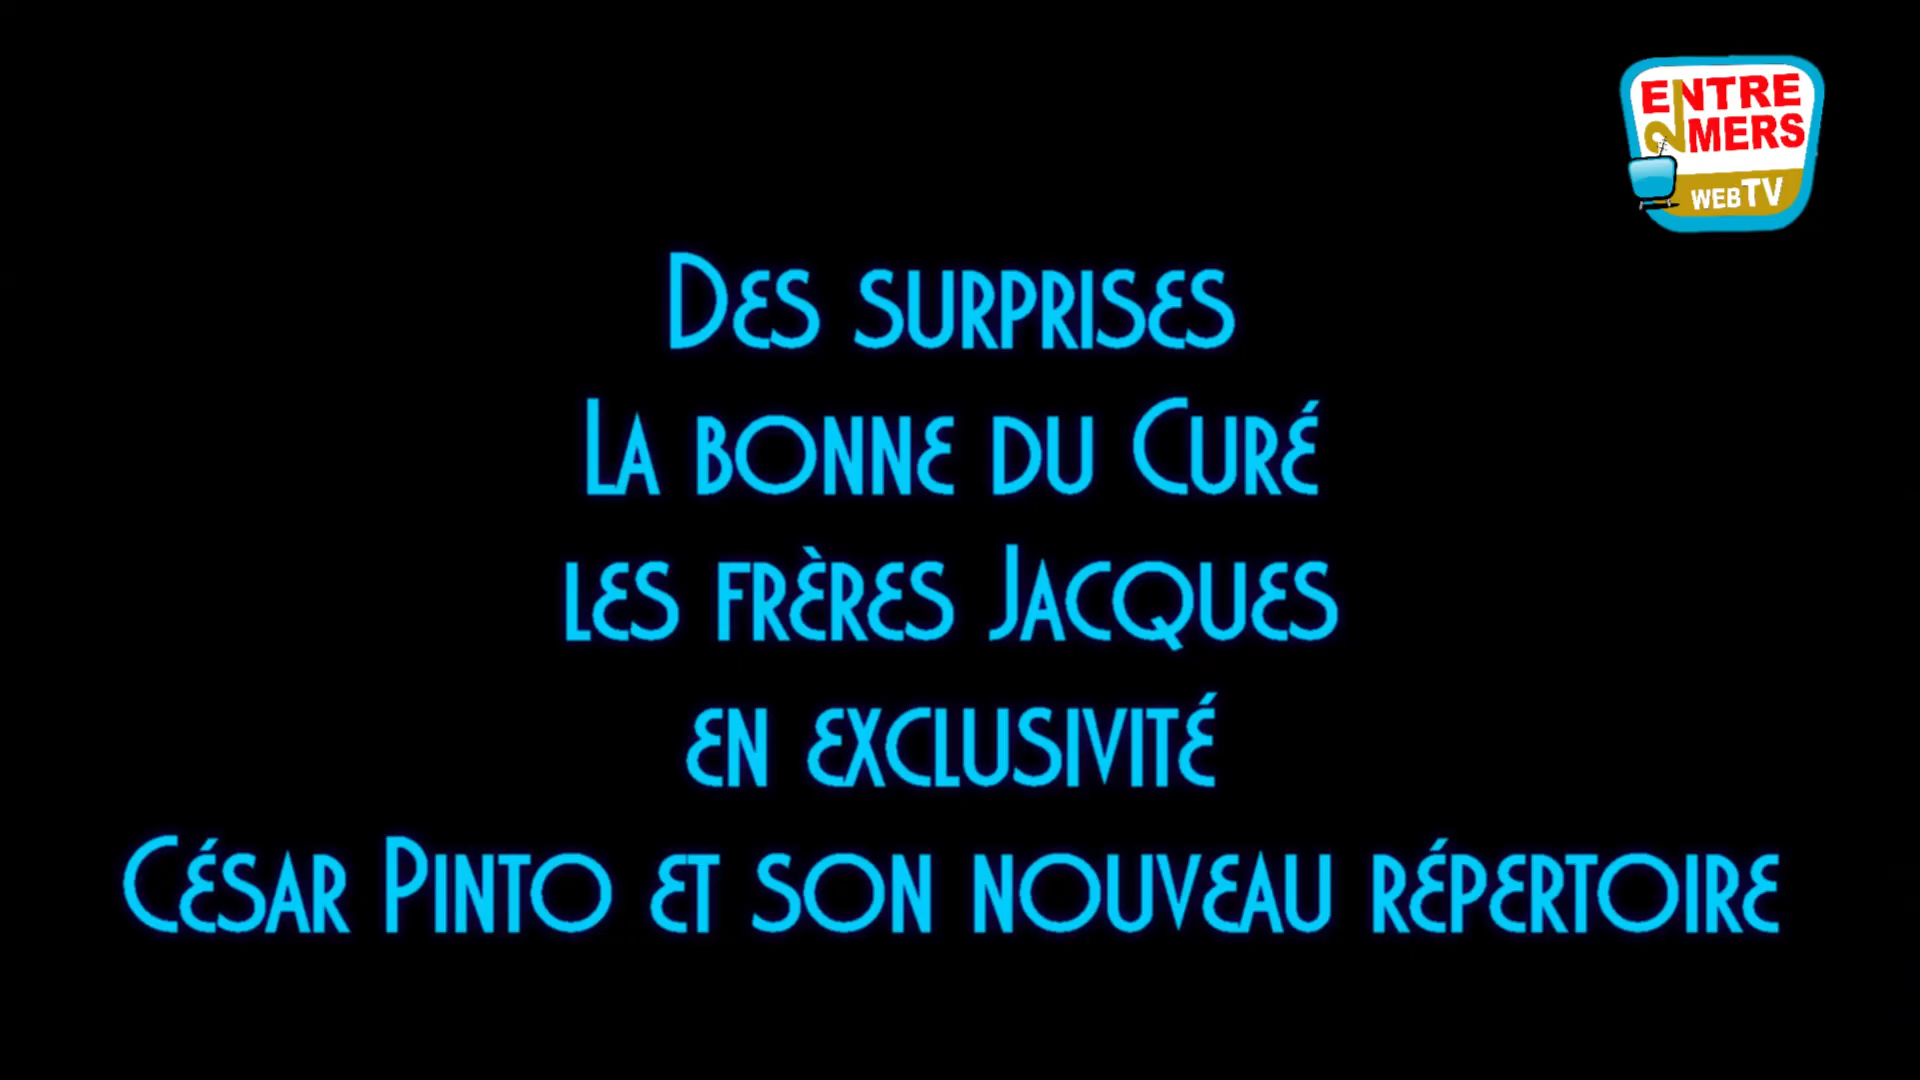 ENTRE
2 MERS
WEBTV
Des surprises
La bonne du Curé
les frères Jacques
en exclusivité
César Pinto et son nouveau répertoire